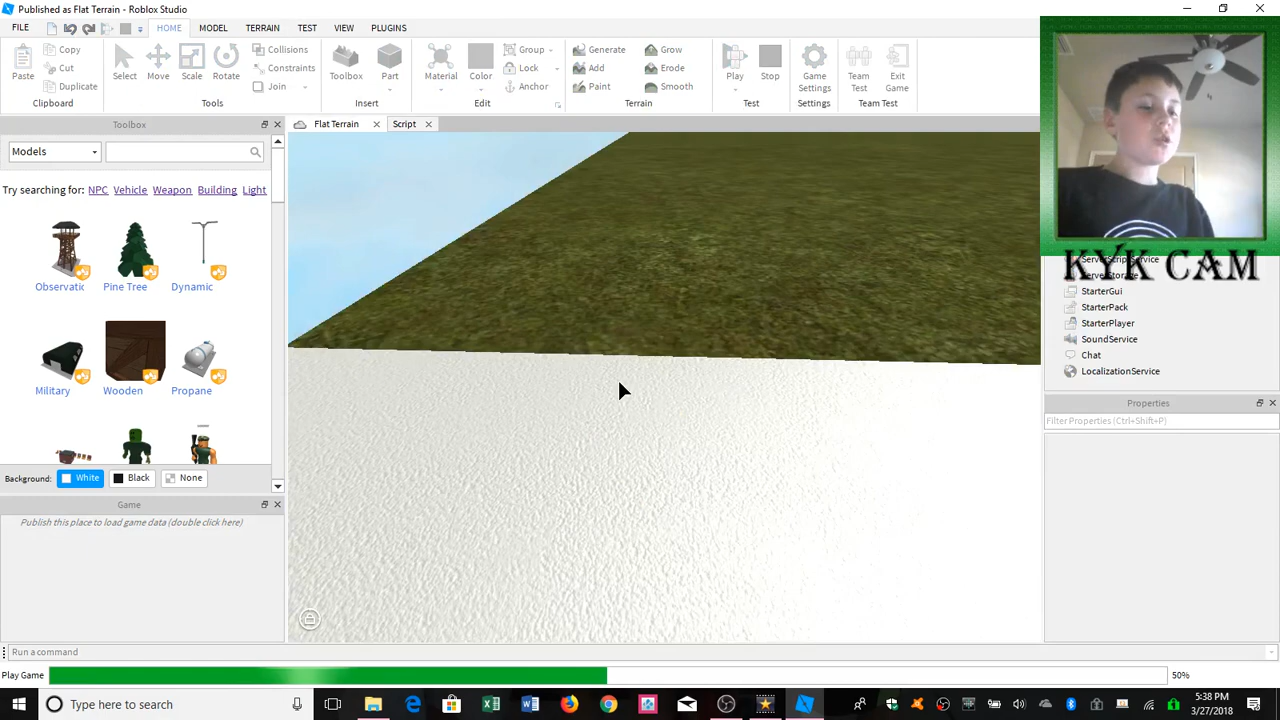 Published as Flat Terrain - Roblox Studio
FILE HOME MODEL TERRAIN TEST VIEW PLUGINS
Paste Copy Cut Duplicate Clipboard
Select Move Scale Rotate Collisions Constraints Join Tools
Toolbox Part Insert
Material Color Group Lock Anchor Edit
Generate Add Paint Grow Erode Smooth Terrain
Play Stop Test
Game Settings Settings
Team Test Exit Game Team Test
Toolbox
Flat Terrain Script
Models
Try searching for: NPC Vehicle Weapon Building Light
Observatic Pine Tree Dynamic
Military Wooden Propane
Background: White Black None
Game
Publish this place to load game data (double click here)
KYK CAM
ServerScriptService
ServerStorage
StarterGui
StarterPack
StarterPlayer
SoundService
Chat
LocalizationService
Properties
Filter Properties (Ctrl+Shift+P)
Run a command
Play Game 50%
Type here to search
5:38 PM
3/27/2018